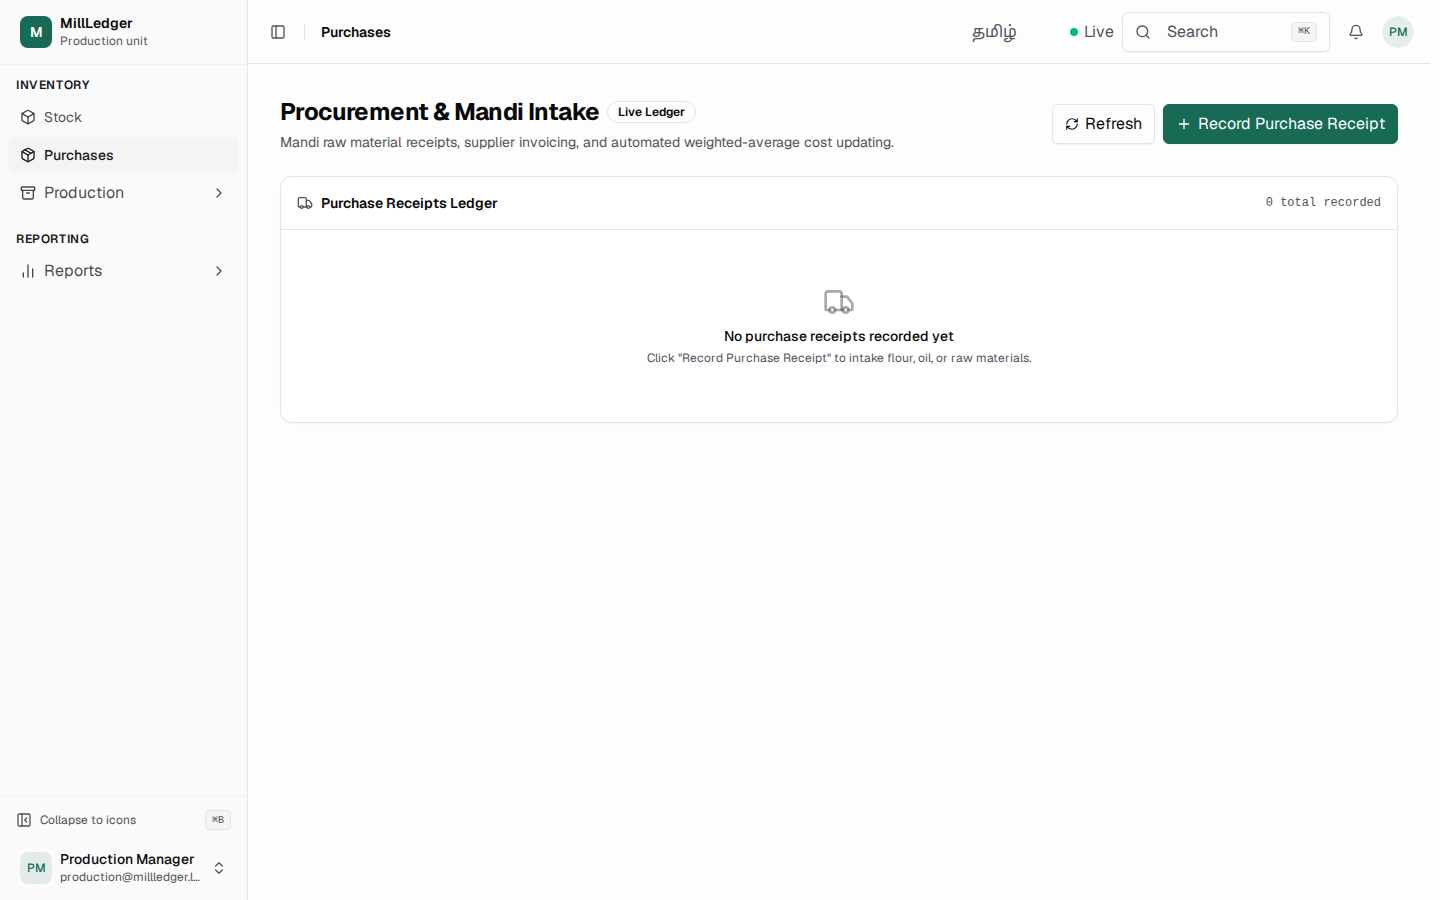 M
MillLedger
Production unit
INVENTORY
Stock
Purchases
Production
REPORTING
Reports
Collapse to icons
⌘B
PM
Production Manager
production@millledger.l...
Purchases
தமிழ்
Live
Search
⌘K
PM
Procurement & Mandi Intake
Live Ledger
Mandi raw material receipts, supplier invoicing, and automated weighted-average cost updating.
Refresh
+ Record Purchase Receipt
Purchase Receipts Ledger
0 total recorded
No purchase receipts recorded yet
Click "Record Purchase Receipt" to intake flour, oil, or raw materials.